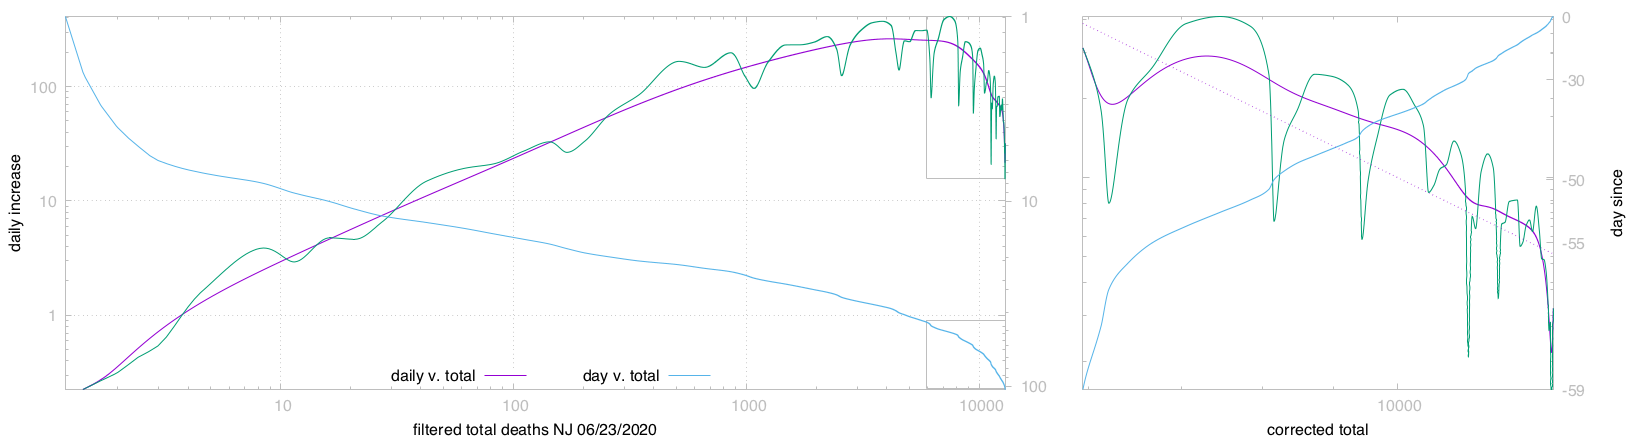 daily increase
100
10
1
1
10
100
daily v. total
day v. total
10
100
1000
10000
filtered total deaths NJ 06/23/2020
0
-30
-50
-55
-59
day since
10000
corrected total